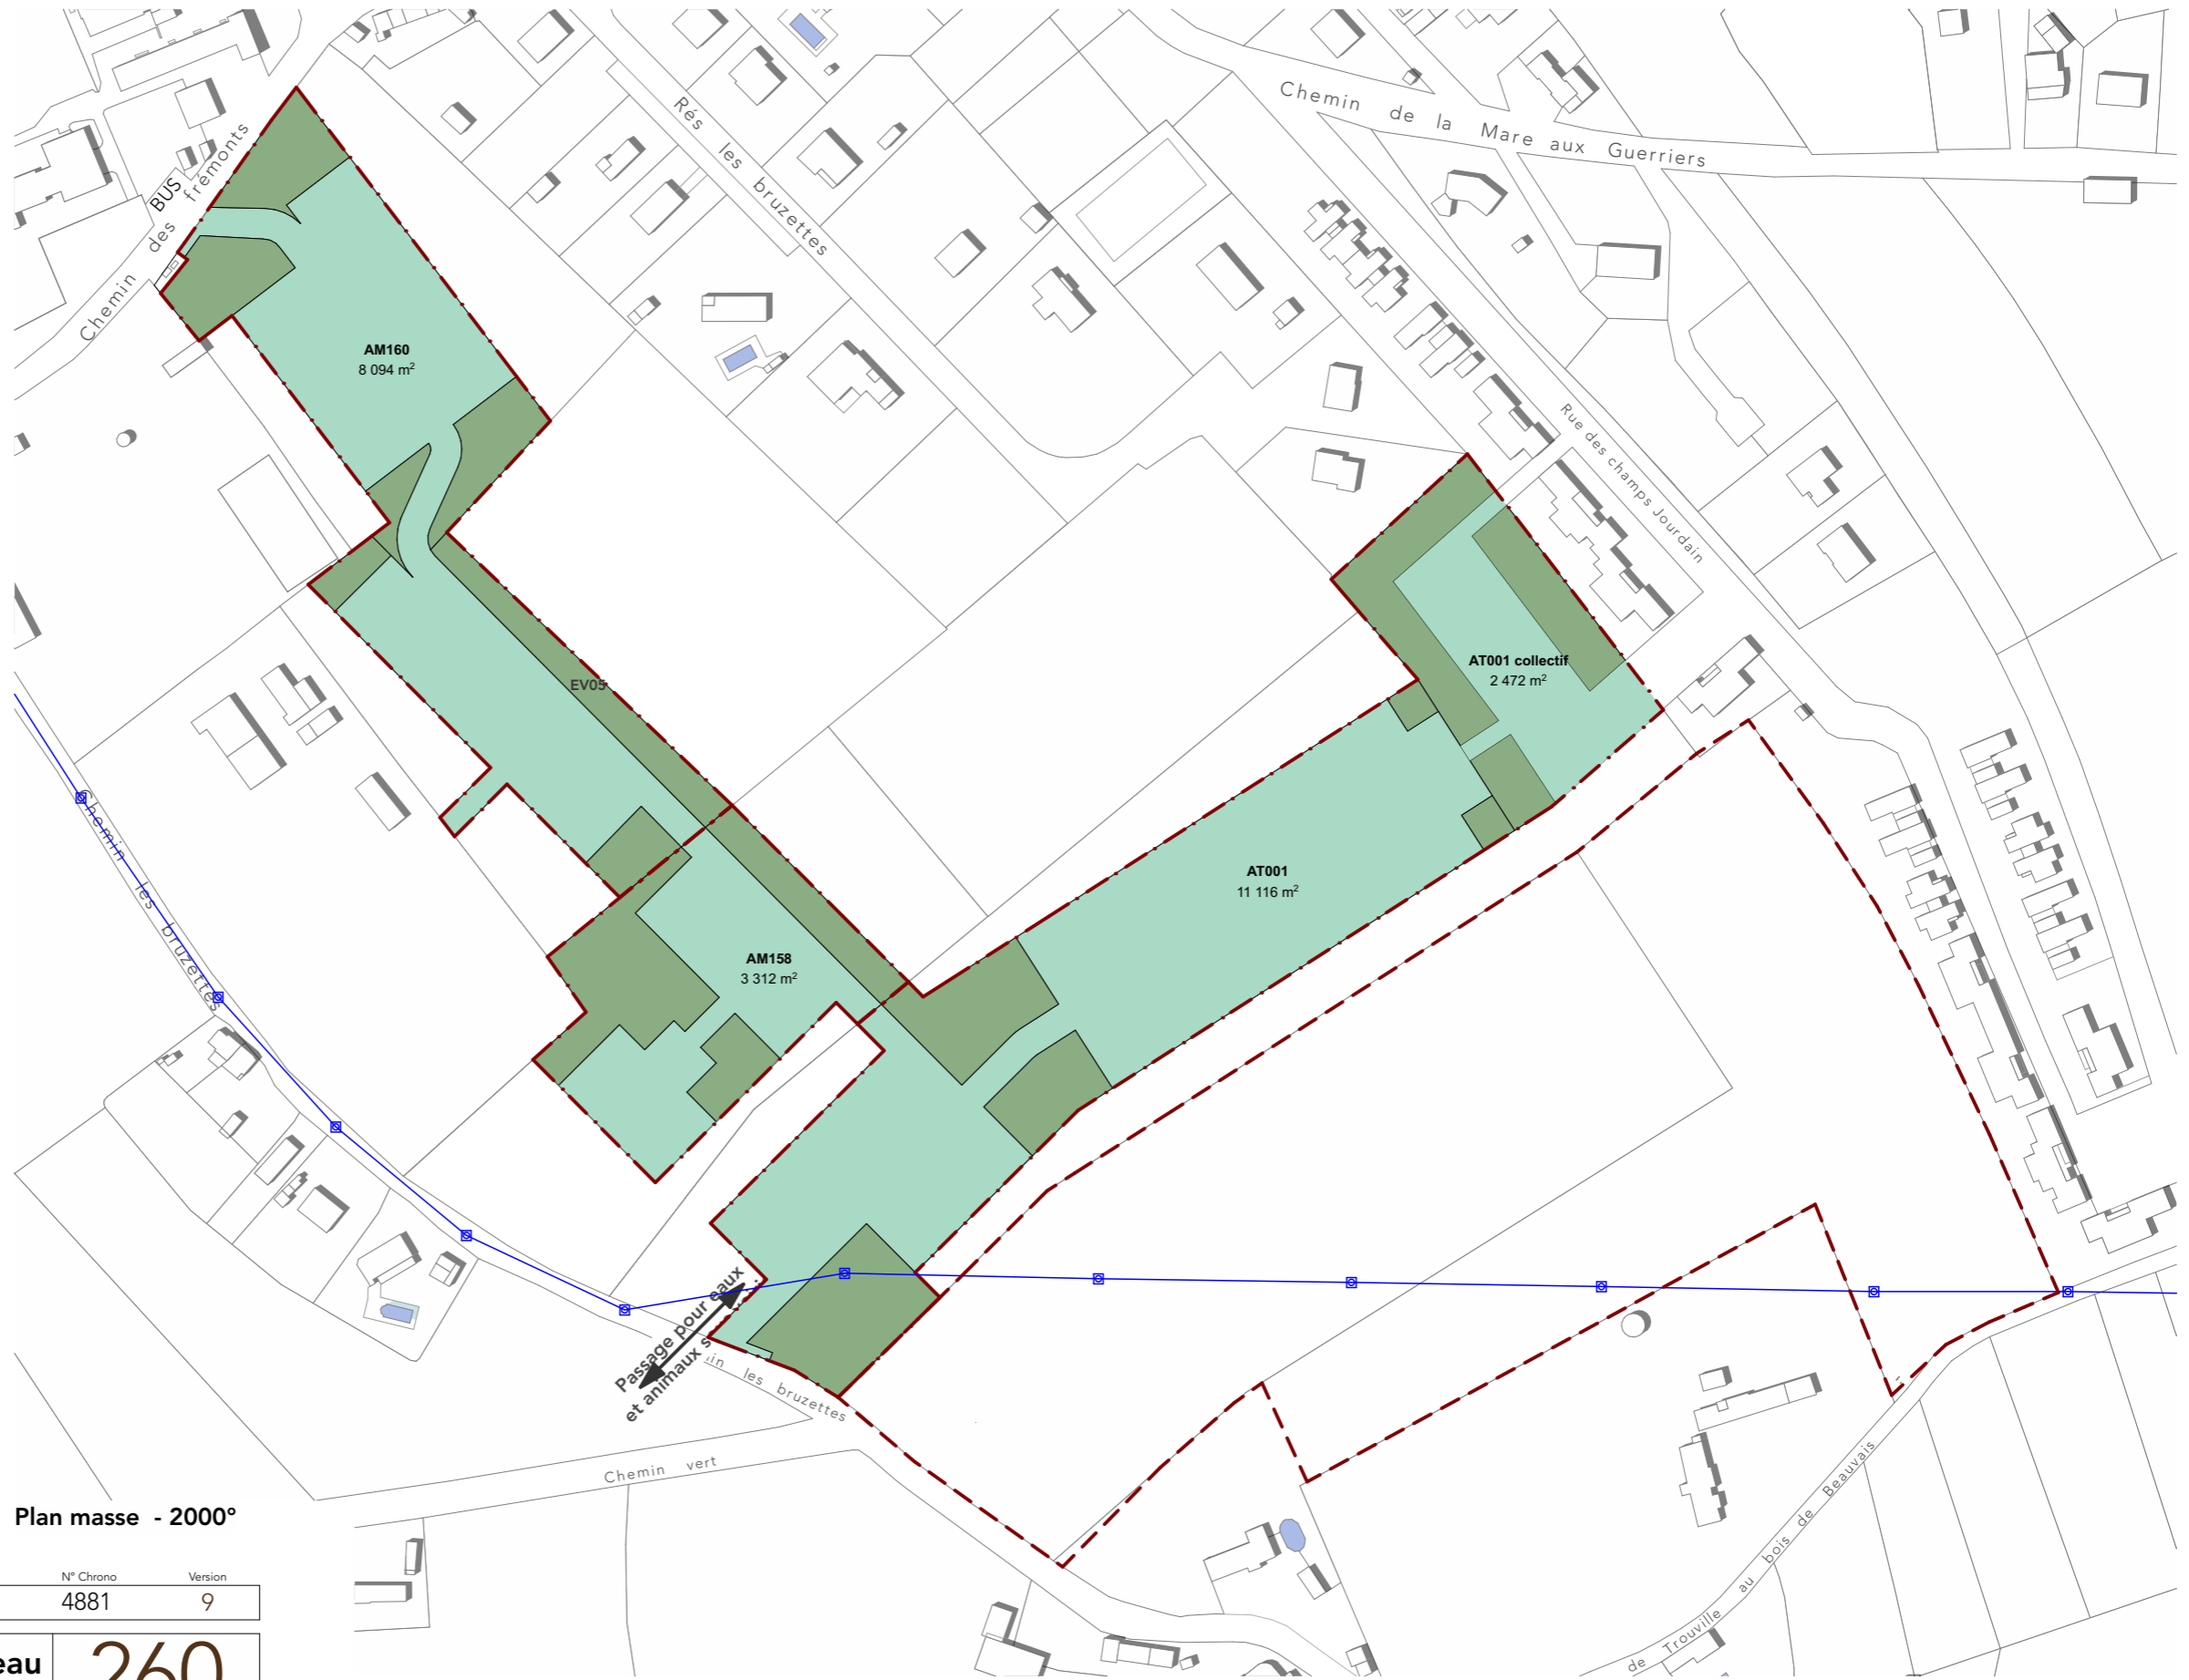 Chemin de la Mare aux Guerriers
Rés les bruzettes
BUS
Chemin des frémonts
AM160
8 094 m²
Rue des champs Jourdain
AT001 collectif
2 472 m²
EV05
Chemin les bruzettes
AT001
11 116 m²
AM158
3 312 m²
Passage pour eaux
et animaux s
in les bruzettes
Chemin vert
de Trouville au bois de Beauvais
Plan masse - 2000°
N° Chrono Version
4881 9
eau 260